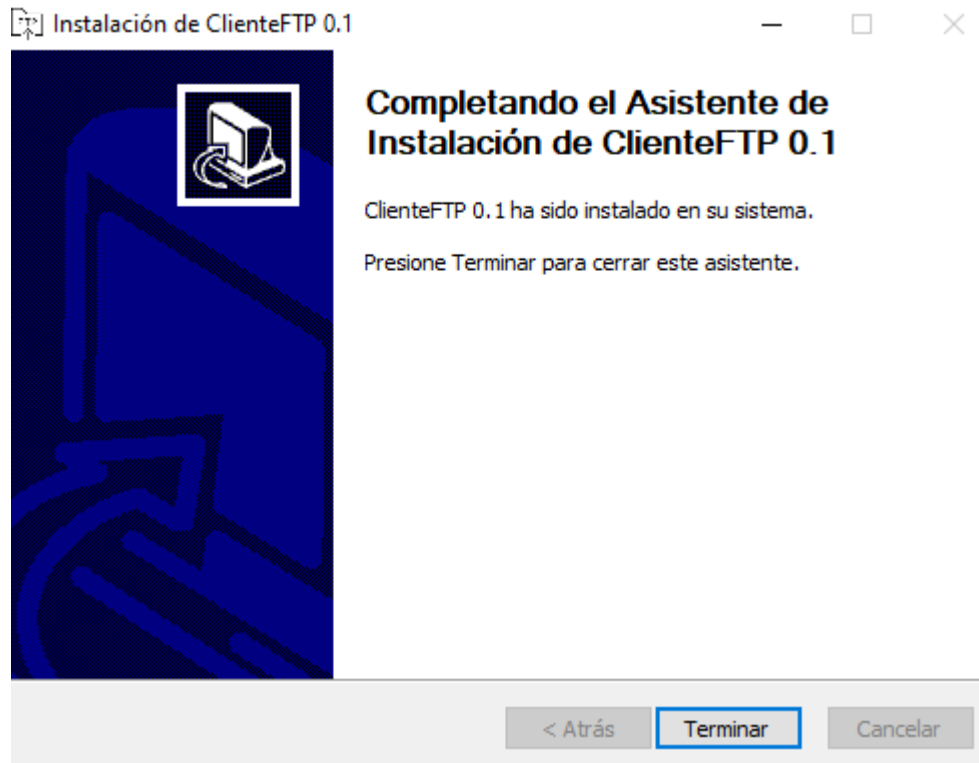 Instalación de ClienteFTP 0.1
Completando el Asistente de
Instalación de ClienteFTP 0.1
ClienteFTP 0.1 ha sido instalado en su sistema.
Presione Terminar para cerrar este asistente.
< Atrás
Terminar
Cancelar